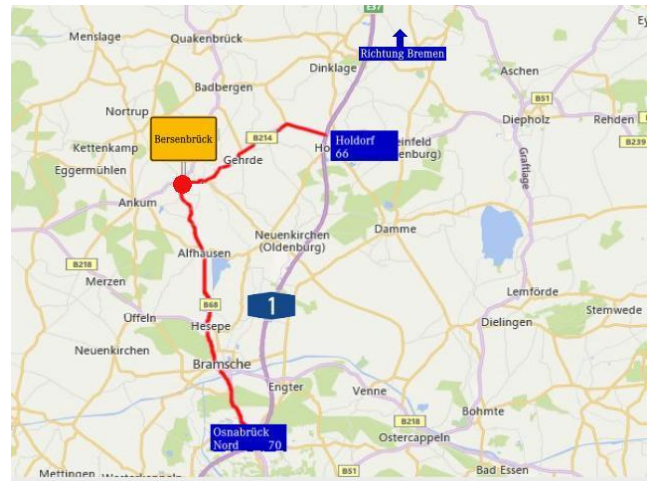 E37
Richtung Bremen
Menslage
Quakenbrück
Dinklage
Aschen
Badbergen
B51
Nortrup
Diepholz
Rehden
B214
B239
Bersenbrück
Kettenkamp
Holdorf
66
Gehrde
Eggermühlen
Graftlage
Ankum
Damme
Neuenkirchen
(Oldenburg)
Alfhausen
B218
Merzen
Lemförde
B68
1
Stemwede
Üffeln
Hesepe
Dielingen
Neuenkirchen
Bramsche
Engter
Venne
Bohmte
Osnabrück
Nord 70
Ostercappeln
B218
B51
Bad Essen
Mettingen